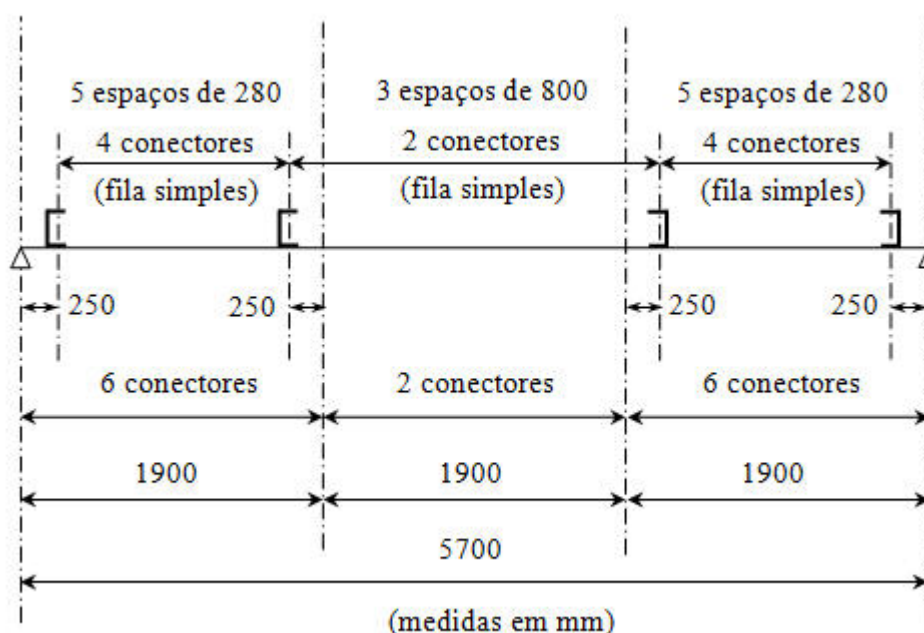 5 espaços de 280 3 espaços de 800 5 espaços de 280
4 conectores 2 conectores 4 conectores
(fila simples) (fila simples) (fila simples)
250 250 250 250
6 conectores 2 conectores 6 conectores
1900 1900 1900
5700
(medidas em mm)